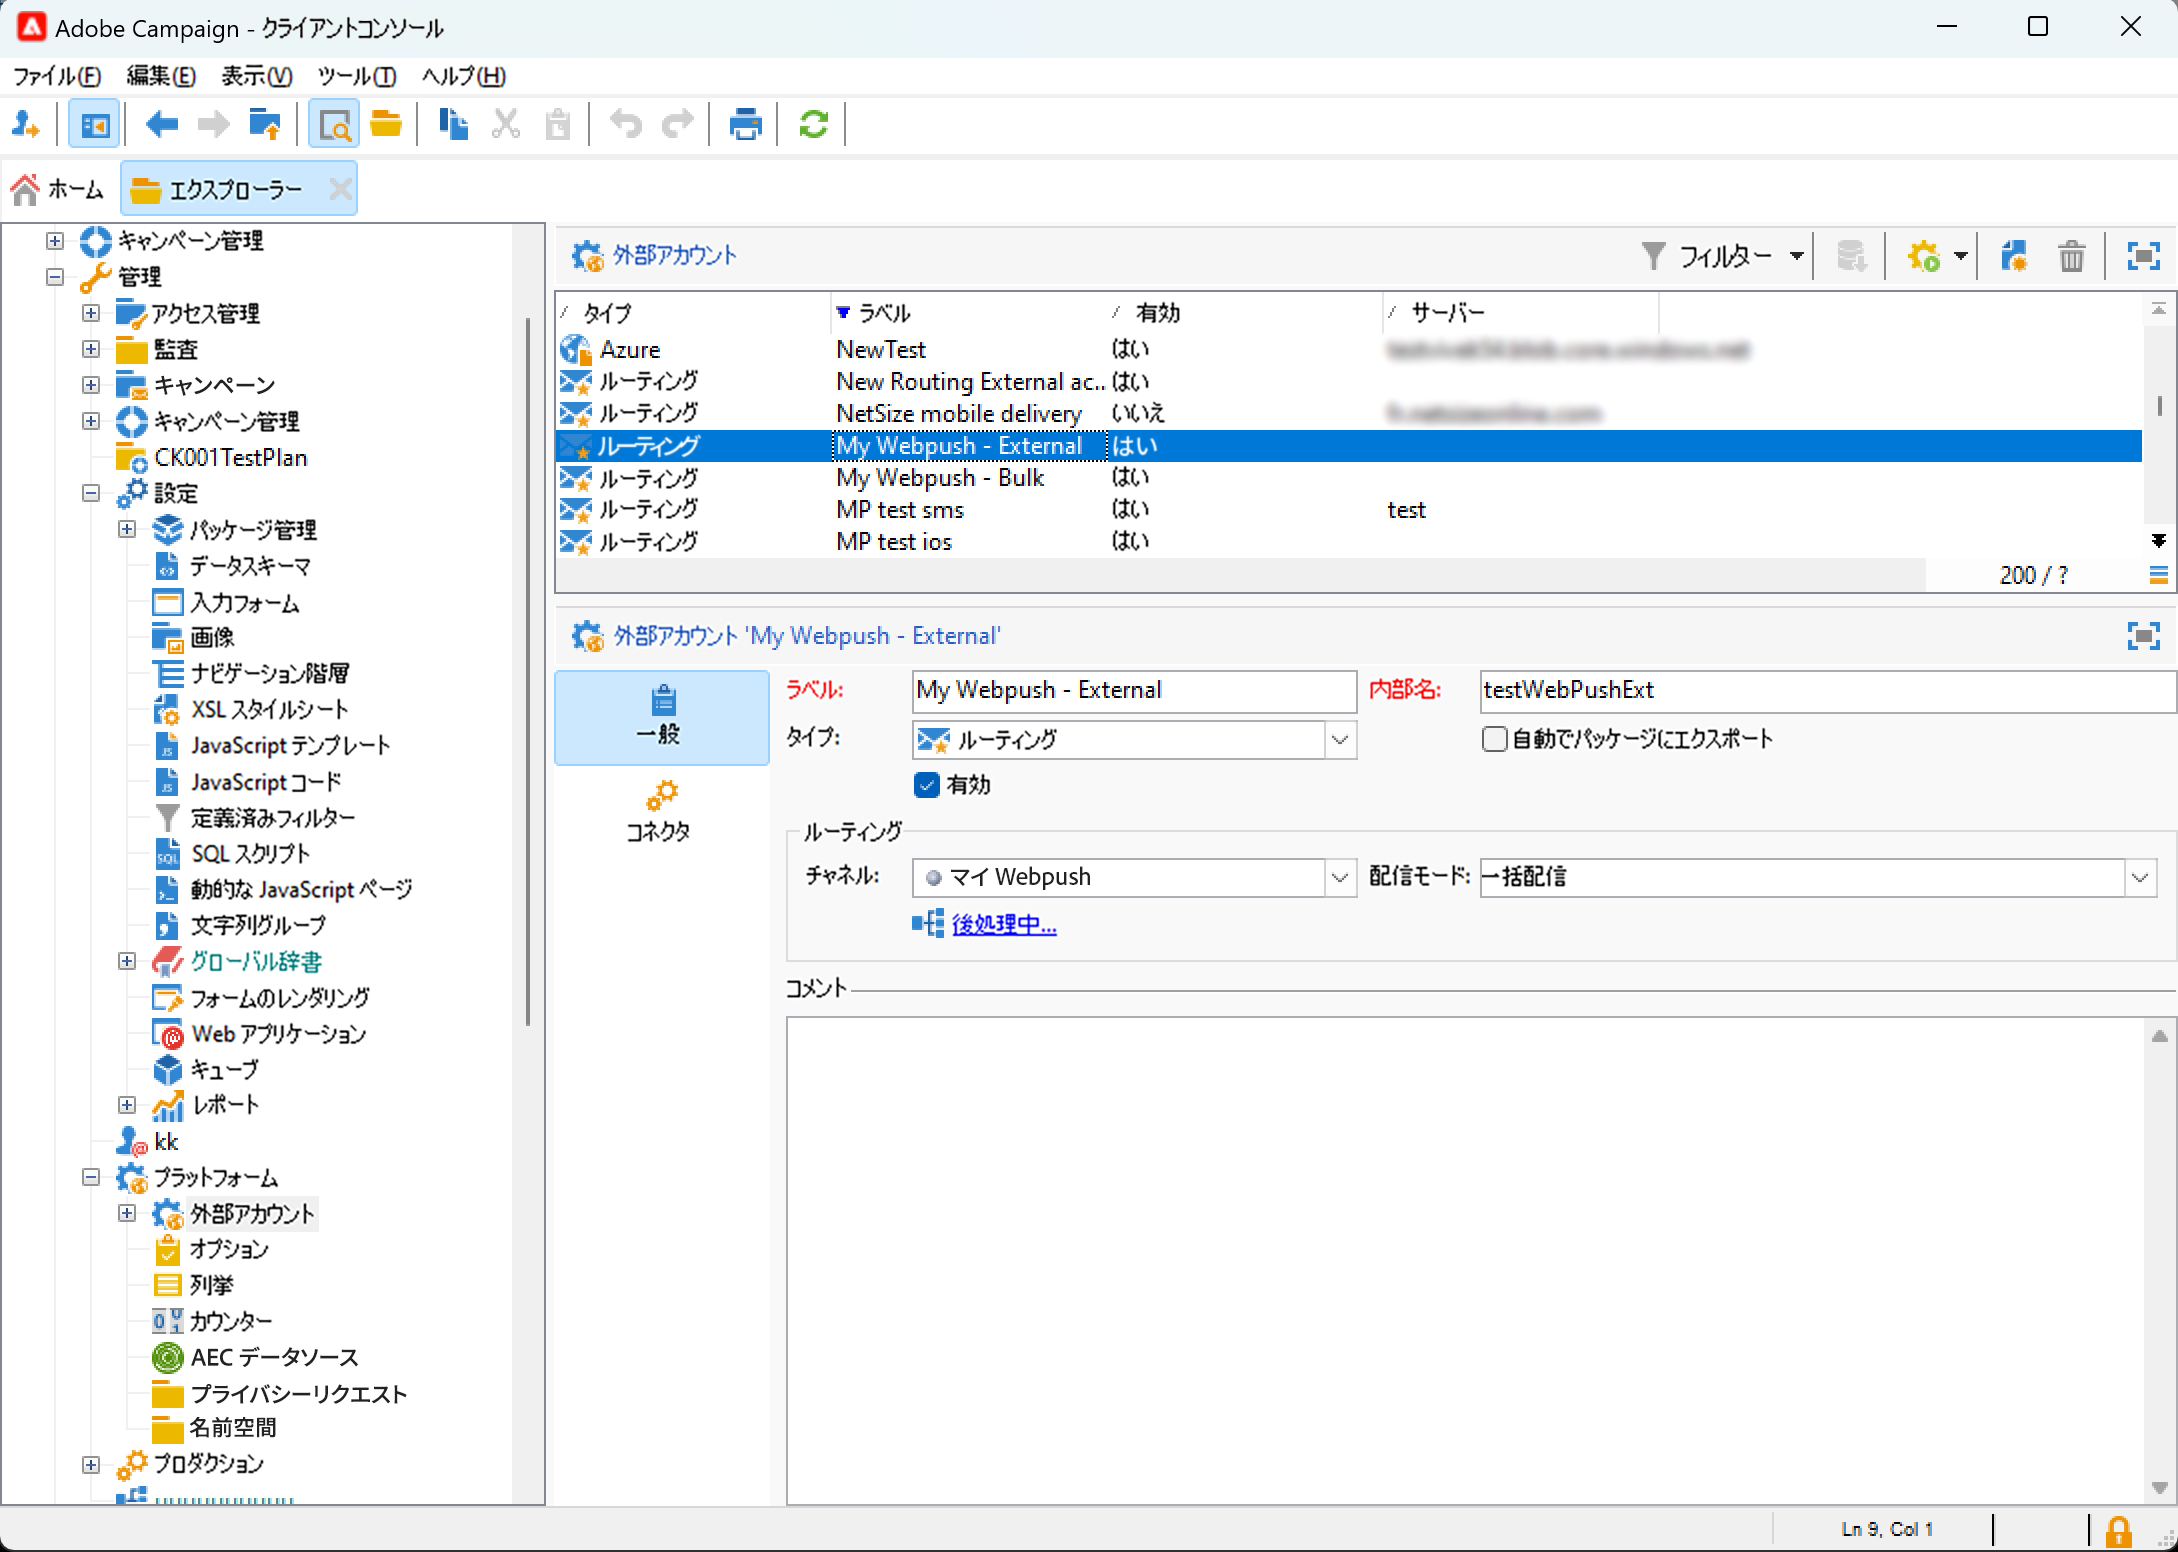 Adobe Campaign - クライアントコンソール
ファイル(F) 編集(E) 表示(V) ツール(T) ヘルプ(H)
ホーム
エクスプローラー
キャンペーン管理
管理
アクセス管理
監査
キャンペーン
キャンペーン管理
CK001TestPlan
設定
パッケージ管理
データスキーマ
入力フォーム
画像
ナビゲーション階層
XSL スタイルシート
JavaScript テンプレート
JavaScript コード
定義済みフィルター
SQL スクリプト
動的な JavaScript ページ
文字列グループ
グローバル辞書
フォームのレンダリング
Web アプリケーション
キューブ
レポート
kk
プラットフォーム
外部アカウント
オプション
列挙
カウンター
AEC データソース
プライバシーリクエスト
名前空間
プロダクション
外部アカウント
フィルター
タイプ ラベル 有効 サーバー
Azure NewTest はい
ルーティング New Routing External ac... はい
ルーティング NetSize mobile delivery いいえ
ルーティング My Webpush - External はい
ルーティング My Webpush - Bulk はい
ルーティング MP test sms はい test
ルーティング MP test ios はい
200 / ?
外部アカウント 'My Webpush - External'
一般
コネクタ
ラベル: My Webpush - External 内部名: testWebPushExt
タイプ: ルーティング 自動でパッケージにエクスポート
有効
ルーティング
チャネル: マイ Webpush 配信モード: 一括配信
後処理中...
コメント
Ln 9, Col 1